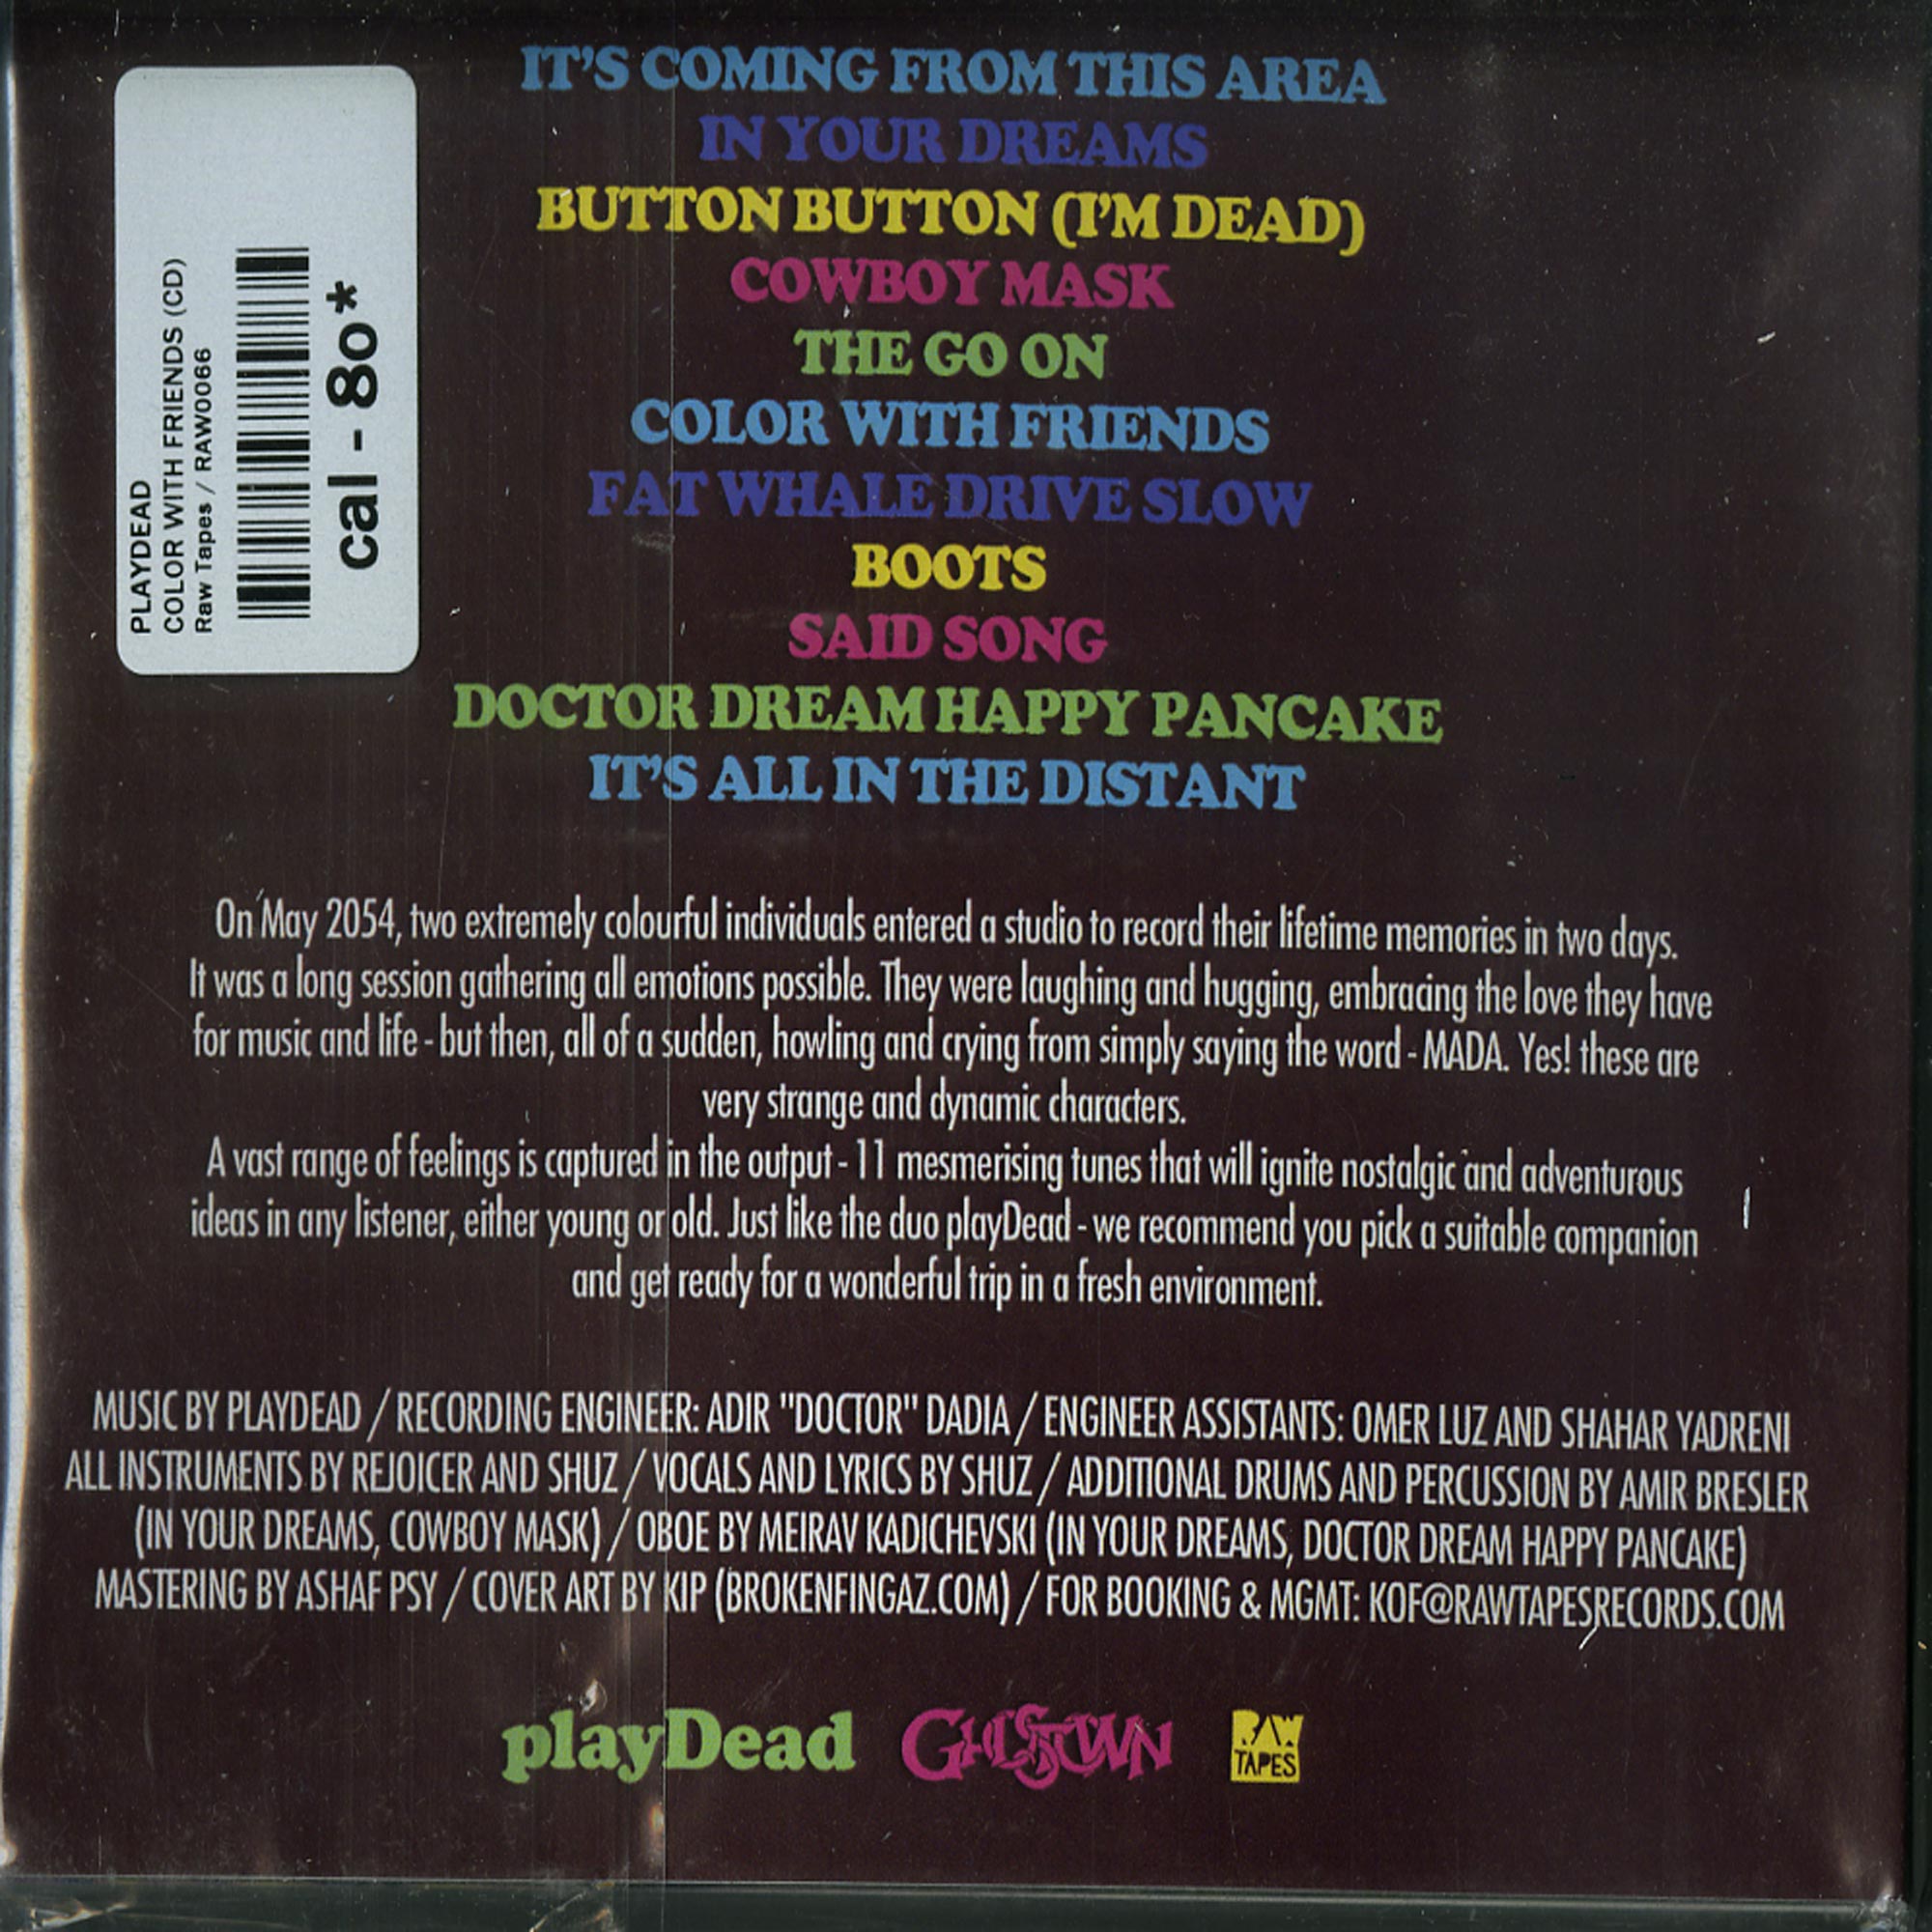 IT'S COMING FROM THIS AREA
IN YOUR DREAMS
BUTTON BUTTON (I'M DEAD)
COWBOY MASK
THE GO ON
COLOR WITH FRIENDS
FAT WHALE DRIVE SLOW
BOOTS
SAID SONG
DOCTOR DREAM HAPPY PANCAKE
IT'S ALL IN THE DISTANT
PLAYDEAD
COLOR WITH FRIENDS (CD)
Raw Tapes / RAW0066
cal - 8o*
On May 2054, two extremely colourful individuals entered a studio to record their lifetime memories in two days.
It was a long session gathering all emotions possible. They were laughing and hugging, embracing the love they have
for music and life - but then, all of a sudden, howling and crying from simply saying the word - MADA. Yes! these are
very strange and dynamic characters.
A vast range of feelings is captured in the output - 11 mesmerising tunes that will ignite nostalgic and adventurous
ideas in any listener, either young or old. Just like the duo playDead - we recommend you pick a suitable companion
and get ready for a wonderful trip in a fresh environment.
MUSIC BY PLAYDEAD / RECORDING ENGINEER: ADIR "DOCTOR" DADIA / ENGINEER ASSISTANTS: OMER LUZ AND SHAHAR YADRENI
ALL INSTRUMENTS BY REJOICER AND SHUZ / VOCALS AND LYRICS BY SHUZ / ADDITIONAL DRUMS AND PERCUSSION BY AMIR BRESLER
(IN YOUR DREAMS, COWBOY MASK) / OBOE BY MEIRAV KADICHEVSKI (IN YOUR DREAMS, DOCTOR DREAM HAPPY PANCAKE)
MASTERING BY ASHAF PSY / COVER ART BY KIP (BROKENFINGAZ.COM) / FOR BOOKING & MGMT: KOF@RAWTAPESRECORDS.COM
playDead
RAW
TAPES